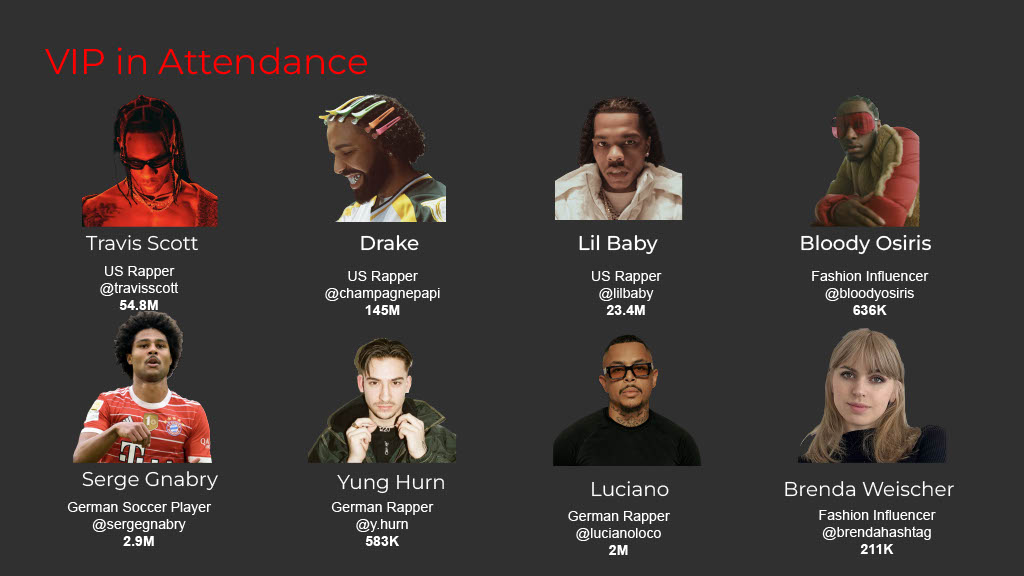 VIP in Attendance
Travis Scott
US Rapper
@travisscott
54.8M
Drake
US Rapper
@champagnepapi
145M
Lil Baby
US Rapper
@lilbaby
23.4M
Bloody Osiris
Fashion Influencer
@bloodyosiris
636K
Serge Gnabry
German Soccer Player
@sergegnabry
2.9M
Yung Hurn
German Rapper
@y.hurn
583K
Luciano
German Rapper
@lucianoloco
2M
Brenda Weischer
Fashion Influencer
@brendahashtag
211K